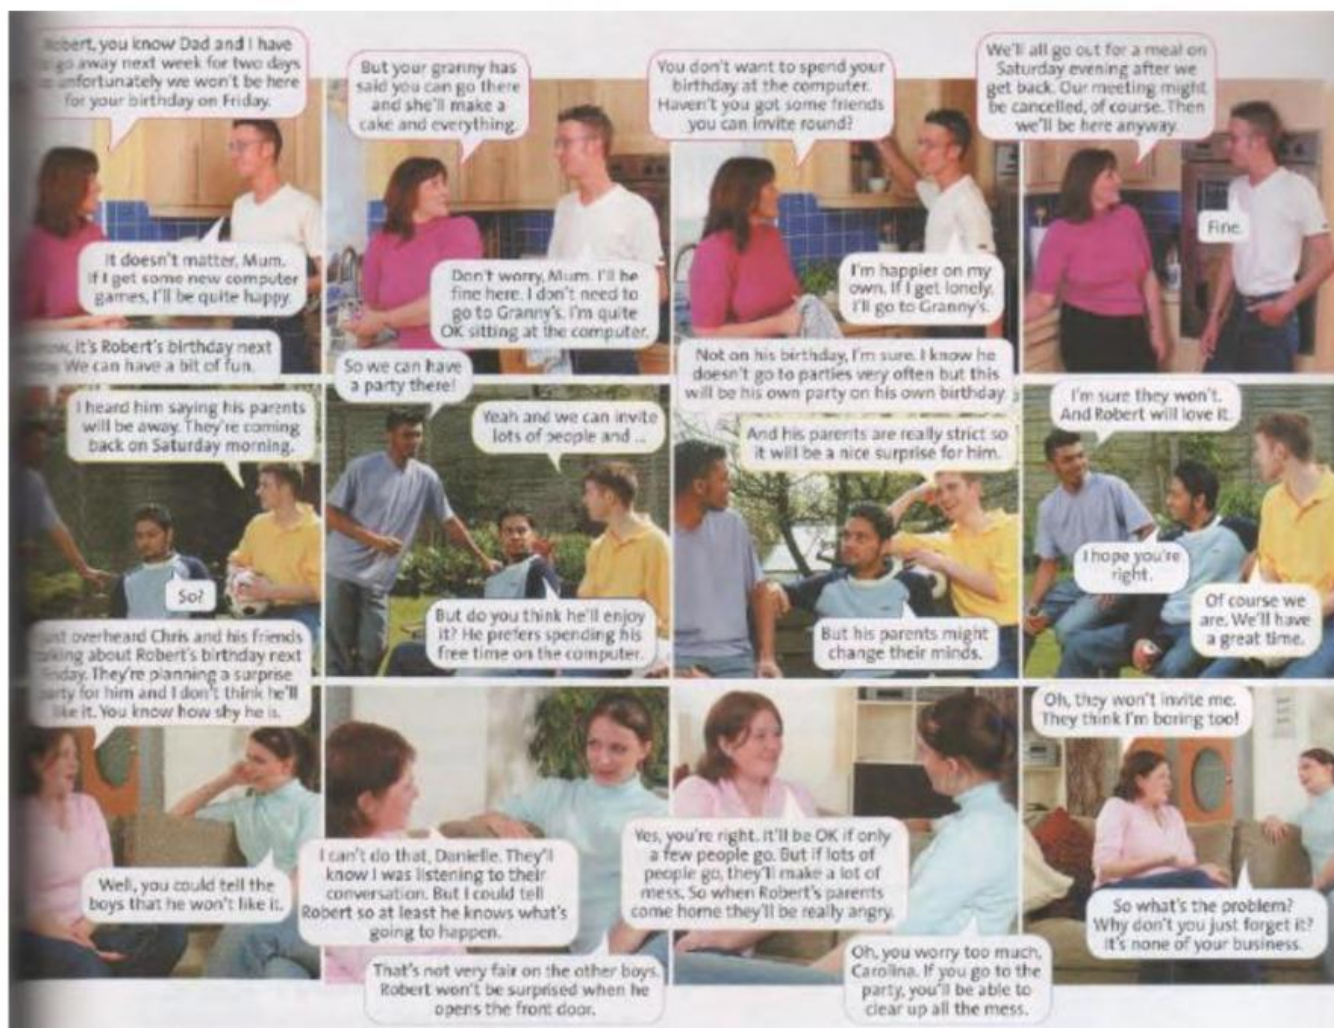 Robert, you know Dad and I have
go away next week for two days
unfortunately we won't be here
for your birthday on Friday.
It doesn't matter, Mum.
If I get some new computer
games, I'll be quite happy.
But your granny has
said you can go there
and she'll make a
cake and everything.
Don't worry, Mum. I'll be
fine here. I don't need to
go to Granny's. I'm quite
OK sitting at the computer.
You don't want to spend your
birthday at the computer.
Haven't you got some friends
you can invite round?
I'm happier on my
own. If I get lonely,
I'll go to Granny's.
We'll all go out for a meal on
Saturday evening after we
get back. Our meeting might
be cancelled, of course. Then
we'll be here anyway.
Fine.
it's Robert's birthday next
We can have a bit of fun.
I heard him saying his parents
will be away. They're coming
back on Saturday morning.
So?
So we can have
a party there!
Yeah and we can invite
lots of people and ...
But do you think he'll enjoy
it? He prefers spending his
free time on the computer.
Not on his birthday, I'm sure. I know he
doesn't go to parties very often but this
will be his own party on his own birthday.
And his parents are really strict so
it will be a nice surprise for him.
But his parents might
change their minds.
I'm sure they won't.
And Robert will love it.
I hope you're
right.
Of course we
are. We'll have
a great time.
just overheard Chris and his friends
talking about Robert's birthday next
Friday. They're planning a surprise
party for him and I don't think he'll
like it. You know how shy he is.
Well, you could tell the
boys that he won't like it.
I can't do that, Danielle. They'll
know I was listening to their
conversation. But I could tell
Robert so at least he knows what's
going to happen.
That's not very fair on the other boys.
Robert won't be surprised when he
opens the front door.
Yes, you're right. It'll be OK if only
a few people go. But if lots of
people go, they'll make a lot of
mess. So when Robert's parents
come home they'll be really angry.
Oh, you worry too much,
Carolina. If you go to the
party, you'll be able to
clear up all the mess.
Oh, they won't invite me.
They think I'm boring too!
So what's the problem?
Why don't you just forget it?
It's none of your business.